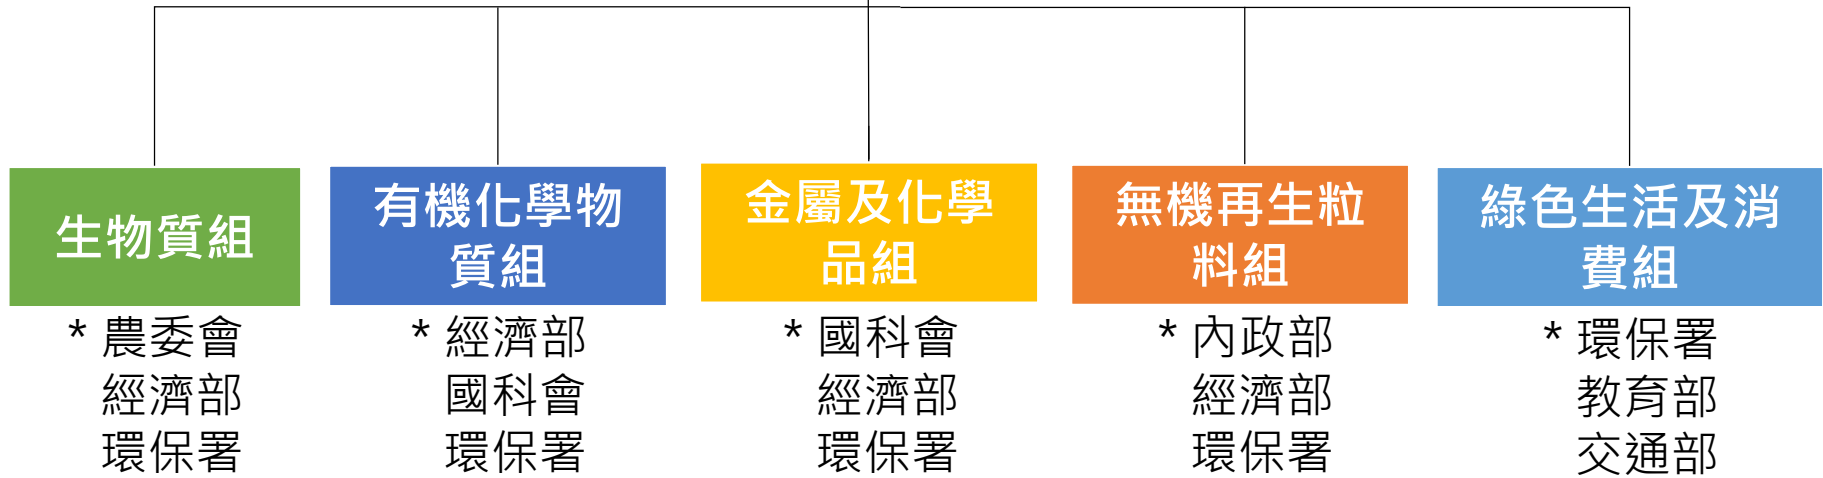 生物質組
* 農委會
經濟部
環保署
有機化學物
質組
* 經濟部
國科會
環保署
金屬及化學
品組
* 國科會
經濟部
環保署
無機再生粒
料組
* 內政部
經濟部
環保署
綠色生活及消
費組
* 環保署
教育部
交通部